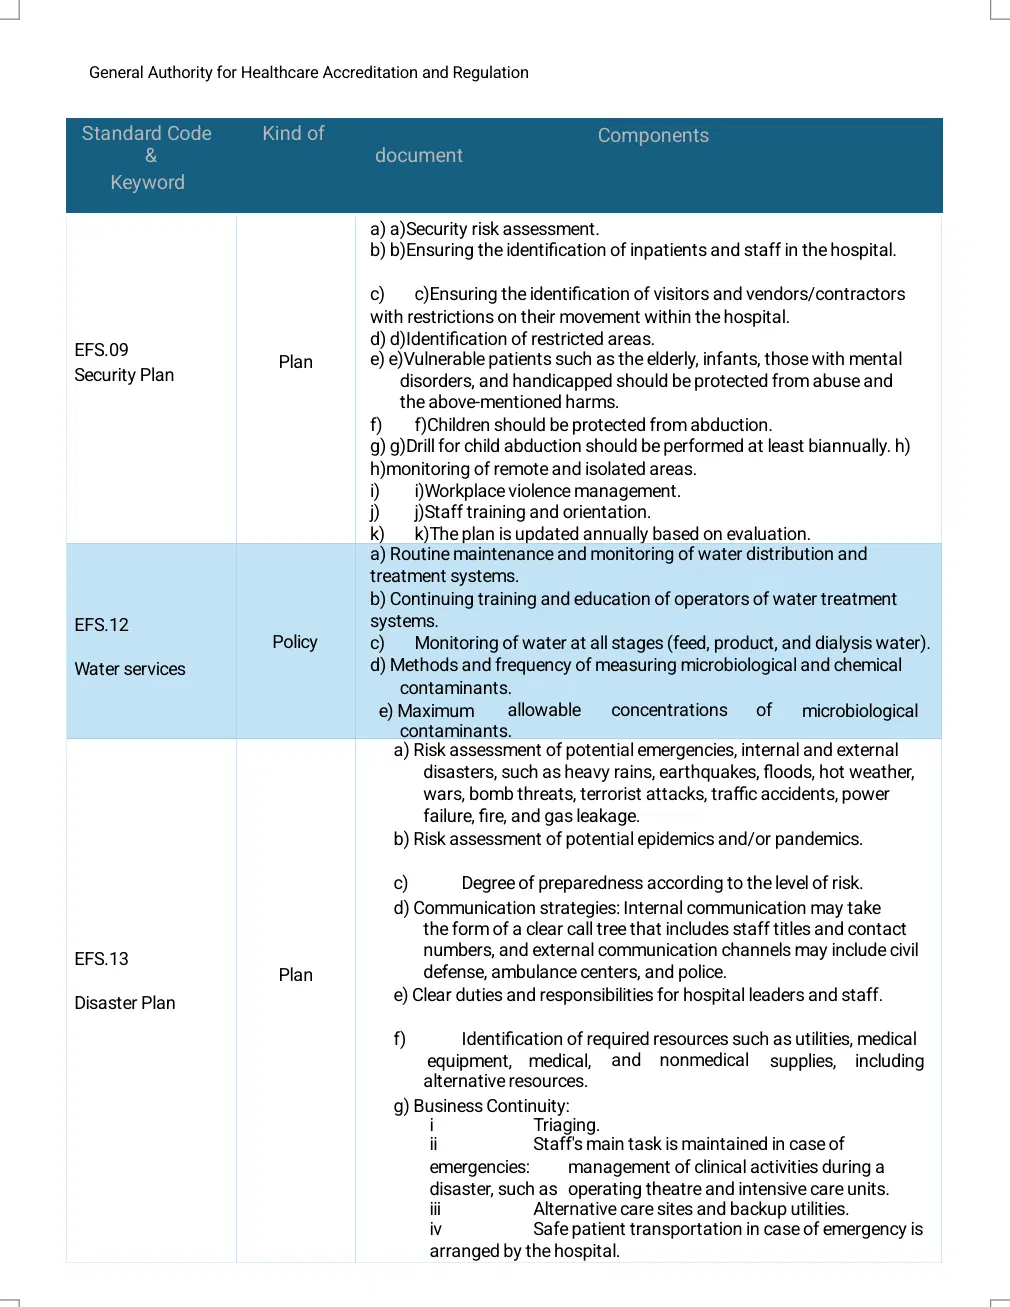 General Authority for Healthcare Accreditation and Regulation
Standard Code
&
Keyword
Kind of
document
Components
EFS.09
Security Plan
Plan
a) a)Security risk assessment.
b) b)Ensuring the identification of inpatients and staff in the hospital.
c) c)Ensuring the identification of visitors and vendors/contractors
with restrictions on their movement within the hospital.
d) d)Identification of restricted areas.
e) e)Vulnerable patients such as the elderly, infants, those with mental
disorders, and handicapped should be protected from abuse and
the above-mentioned harms.
f) f)Children should be protected from abduction.
g) g)Drill for child abduction should be performed at least biannually. h)
h)monitoring of remote and isolated areas.
i) i)Workplace violence management.
j) j)Staff training and orientation.
k) k)The plan is updated annually based on evaluation.
EFS.12
Water services
Policy
a) Routine maintenance and monitoring of water distribution and
treatment systems.
b) Continuing training and education of operators of water treatment
systems.
c) Monitoring of water at all stages (feed, product, and dialysis water).
d) Methods and frequency of measuring microbiological and chemical
contaminants.
e) Maximum allowable concentrations of microbiological
contaminants.
EFS.13
Disaster Plan
Plan
a) Risk assessment of potential emergencies, internal and external
disasters, such as heavy rains, earthquakes, floods, hot weather,
wars, bomb threats, terrorist attacks, traffic accidents, power
failure, fire, and gas leakage.
b) Risk assessment of potential epidemics and/or pandemics.
c) Degree of preparedness according to the level of risk.
d) Communication strategies: Internal communication may take
the form of a clear call tree that includes staff titles and contact
numbers, and external communication channels may include civil
defense, ambulance centers, and police.
e) Clear duties and responsibilities for hospital leaders and staff.
f) Identification of required resources such as utilities, medical
equipment, medical, and nonmedical supplies, including
alternative resources.
g) Business Continuity:
i Triaging.
ii Staff's main task is maintained in case of
emergencies: management of clinical activities during a
disaster, such as operating theatre and intensive care units.
iii Alternative care sites and backup utilities.
iv Safe patient transportation in case of emergency is
arranged by the hospital.